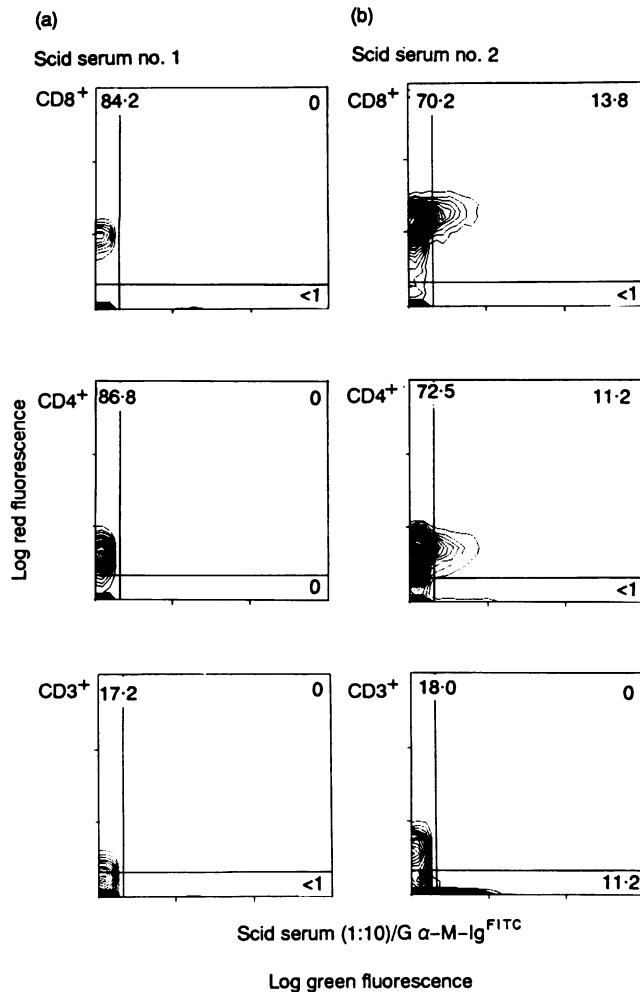 (a)
(b)
Scid serum no. 1
Scid serum no. 2
CD8+
84·2
0
<1
CD8+
70·2
13·8
<1
CD4+
86·8
0
0
CD4+
72·5
11·2
<1
CD3+
17·2
0
<1
CD3+
18·0
0
11·2
Log red fluorescence
Scid serum (1:10)/G α–M–Ig^FITC
Log green fluorescence